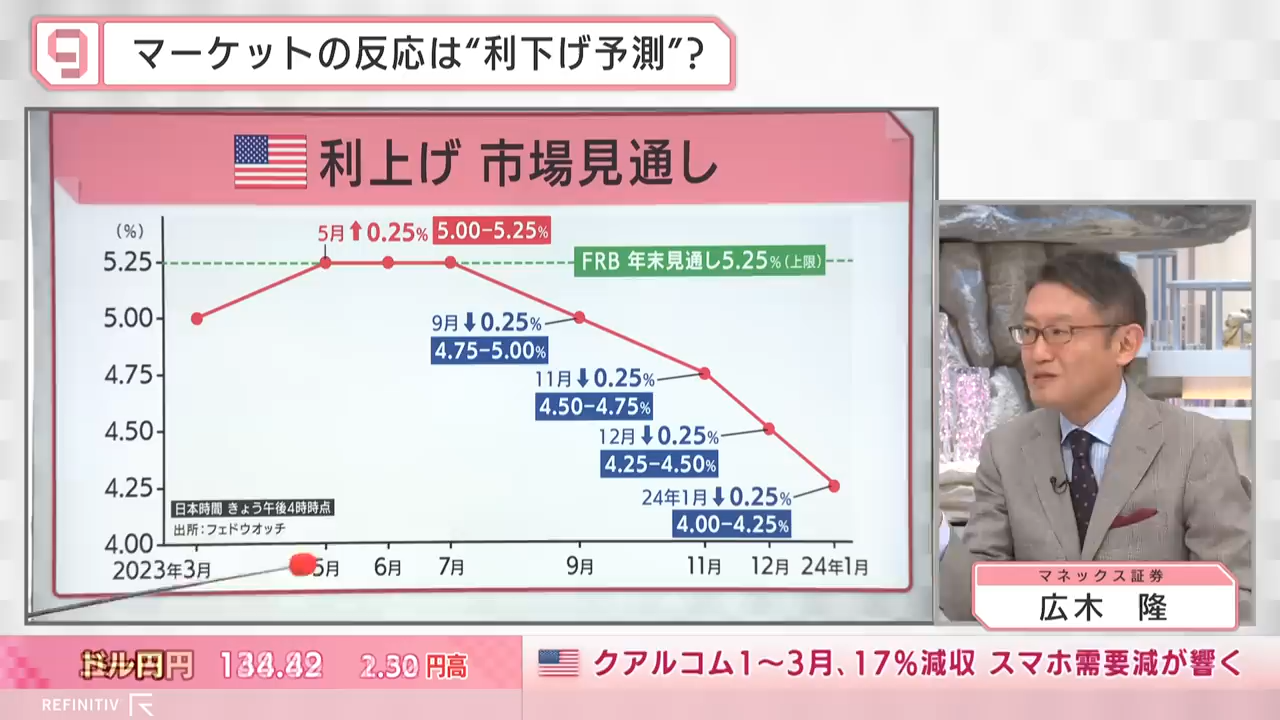 9 マーケットの反応は“利下げ予測”?
利上げ 市場見通し
(%)
5月⬆0.25% 5.00-5.25%
5.25
FRB 年末見通し5.25%(上限)
5.00
9月⬇0.25%
4.75-5.00%
4.75
11月⬇0.25%
4.50-4.75%
4.50
12月⬇0.25%
4.25-4.50%
4.25
24年1月⬇0.25%
4.00-4.25%
日本時間 きょう午後4時時点
出所:フェドウオッチ
4.00
2023年3月 5月 6月 7月 9月 11月 12月 24年1月
マネックス証券
広木 隆
ドル円 円高
クアルコム1〜3月、17%減収 スマホ需要減が響く
REFINITIV